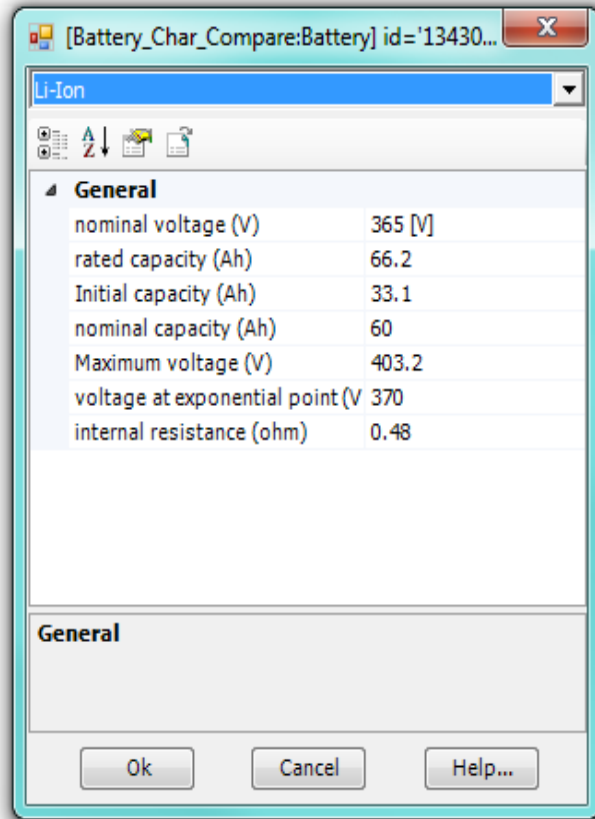 [Battery_Char_Compare:Battery] id='13430...
Li-Ion
General
nominal voltage (V) 365 [V]
rated capacity (Ah) 66.2
Initial capacity (Ah) 33.1
nominal capacity (Ah) 60
Maximum voltage (V) 403.2
voltage at exponential point (V 370
internal resistance (ohm) 0.48
General
Ok Cancel Help...